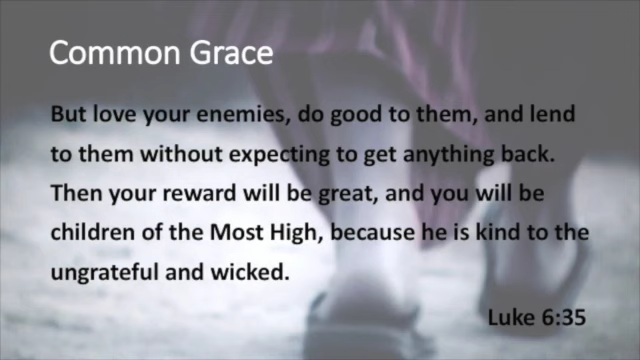 Common Grace
But love your enemies, do good to them, and lend
to them without expecting to get anything back.
Then your reward will be great, and you will be
children of the Most High, because he is kind to the
ungrateful and wicked.
Luke 6:35